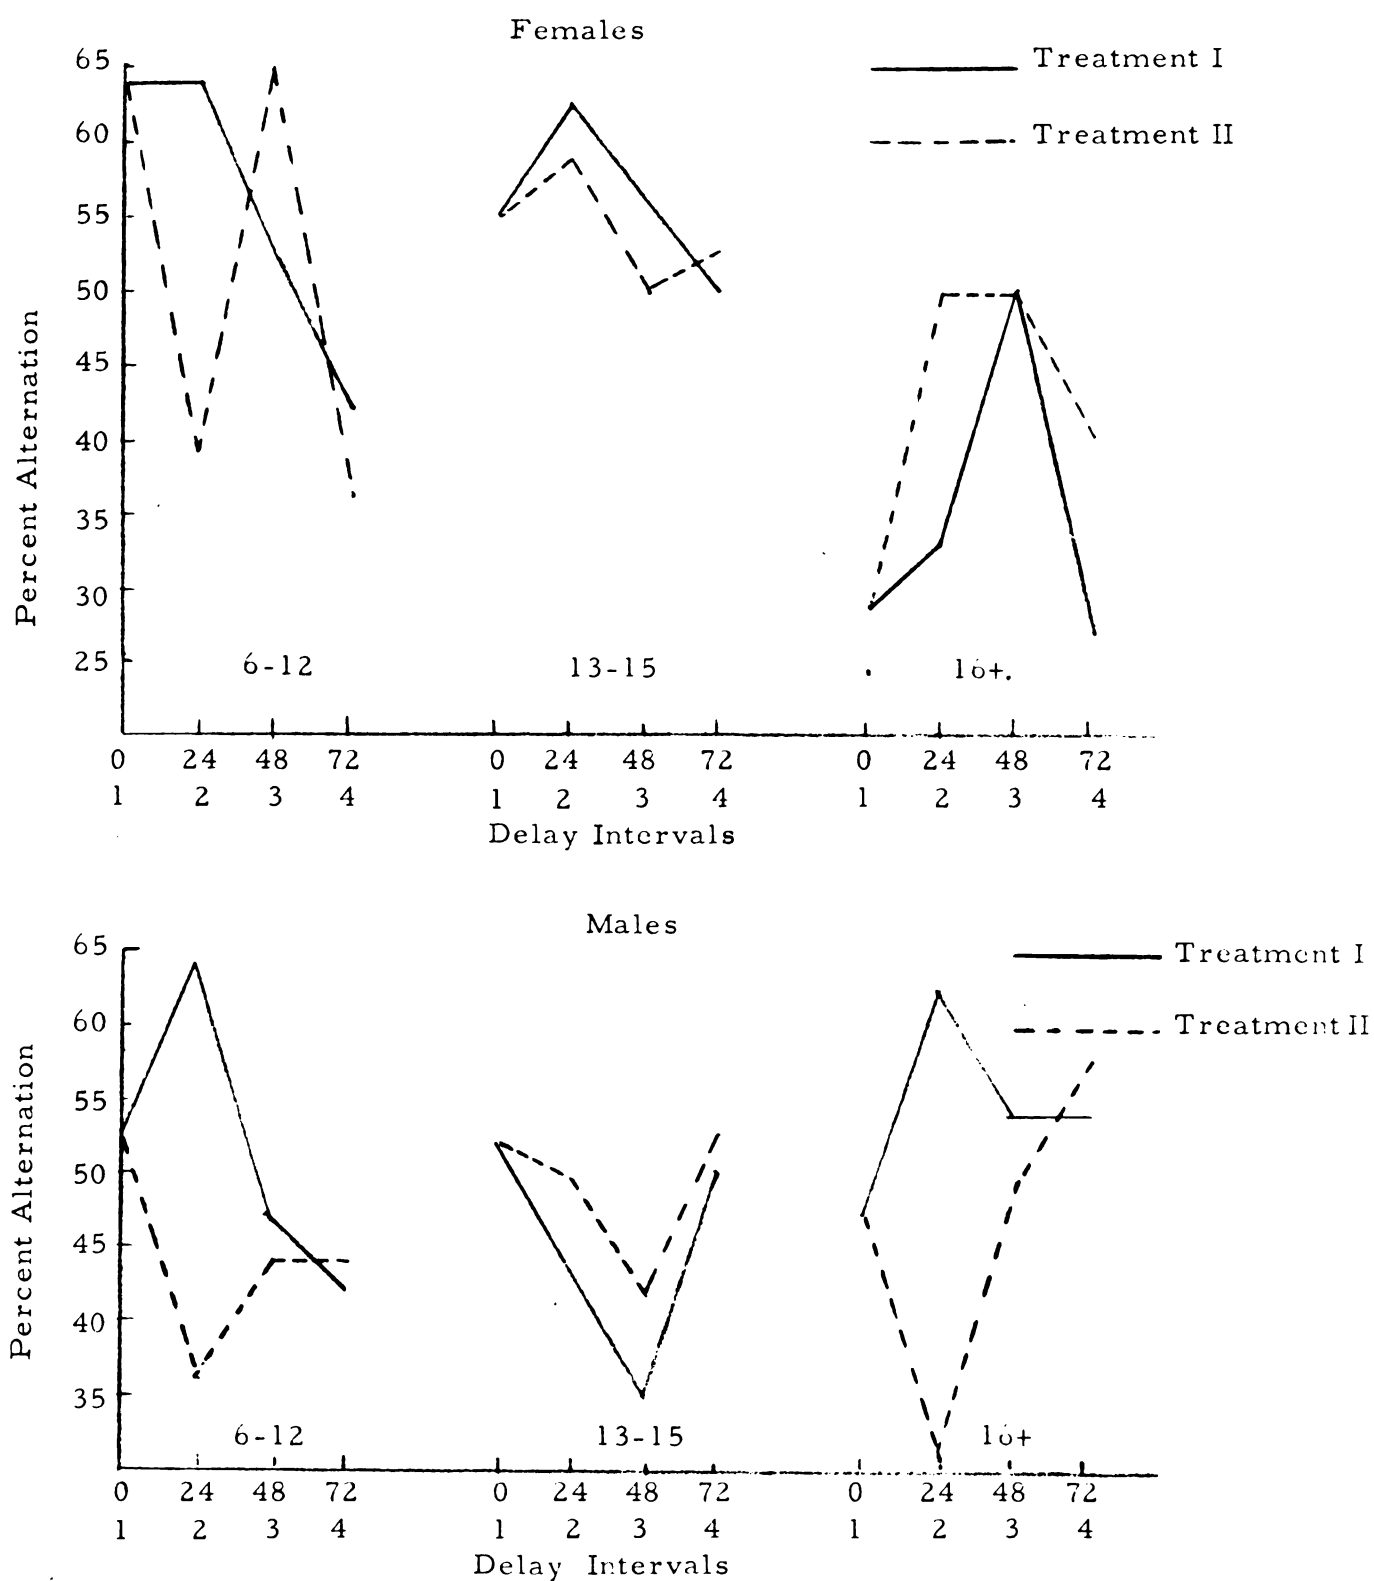 Females
Treatment I
Treatment II
65
60
55
50
45
40
35
30
25
Percent Alternation
6-12
13-15
16+.
0 24 48 72 0 24 48 72 0 24 48 72
1 2 3 4 1 2 3 4 1 2 3 4
Delay Intervals
Males
Treatment I
Treatment II
65
60
55
50
45
40
35
Percent Alternation
6-12
13-15
16+
0 24 48 72 0 24 48 72 0 24 48 72
1 2 3 4 1 2 3 4 1 2 3 4
Delay Intervals